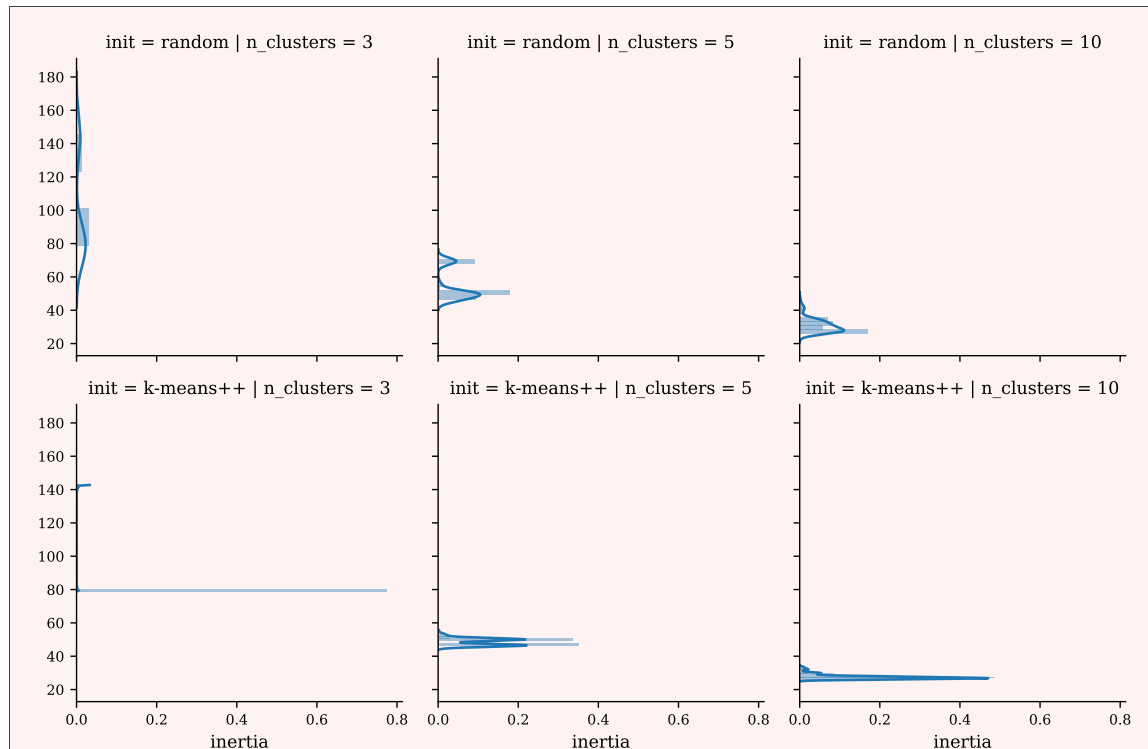 init = random | n_clusters = 3
init = random | n_clusters = 5
init = random | n_clusters = 10
180
160
140
120
100
80
60
40
20
init = k-means++ | n_clusters = 3
init = k-means++ | n_clusters = 5
init = k-means++ | n_clusters = 10
180
160
140
120
100
80
60
40
20
0.0 0.2 0.4 0.6 0.8
0.0 0.2 0.4 0.6 0.8
0.0 0.2 0.4 0.6 0.8
inertia
inertia
inertia